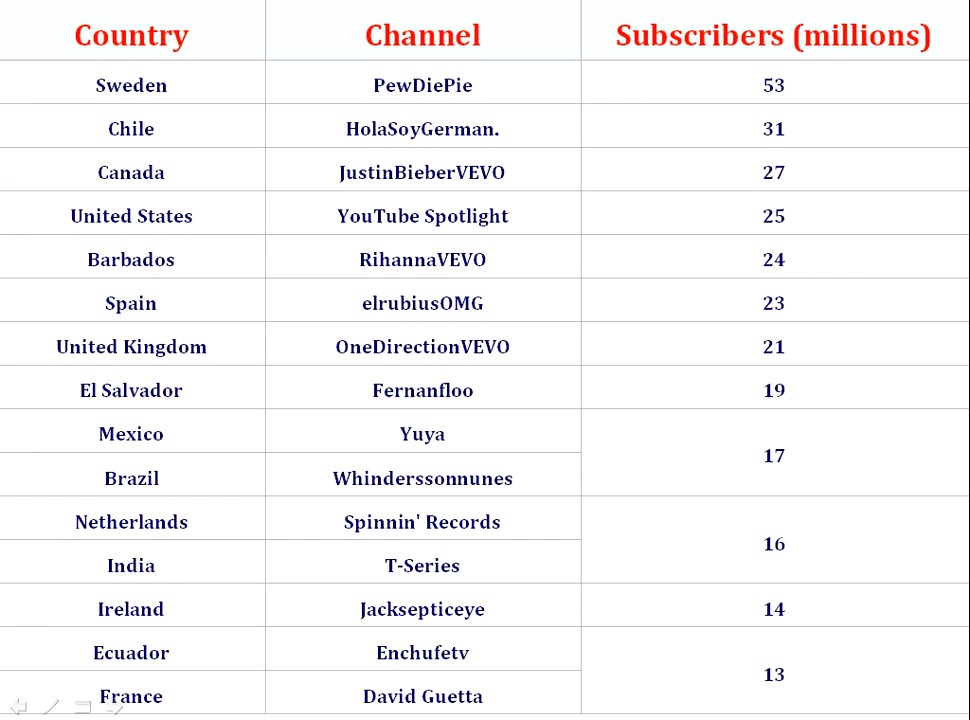 Country Channel Subscribers (millions)
Sweden PewDiePie 53
Chile HolaSoyGerman. 31
Canada JustinBieberVEVO 27
United States YouTube Spotlight 25
Barbados RihannaVEVO 24
Spain elrubiusOMG 23
United Kingdom OneDirectionVEVO 21
El Salvador Fernanfloo 19
Mexico Yuya
17
Brazil Whinderssonnunes
Netherlands Spinnin' Records
16
India T-Series
Ireland Jacksepticeye 14
Ecuador Enchufetv
13
France David Guetta